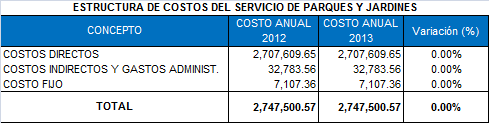 ESTRUCTURA DE COSTOS DEL SERVICIO DE PARQUES Y JARDINES
CONCEPTO COSTO ANUAL 2012 COSTO ANUAL 2013 Variación (%)
COSTOS DIRECTOS 2,707,609.65 2,707,609.65 0.00%
COSTOS INDIRECTOS Y GASTOS ADMINIST. 32,783.56 32,783.56 0.00%
COSTO FIJO 7,107.36 7,107.36 0.00%
TOTAL 2,747,500.57 2,747,500.57 0.00%